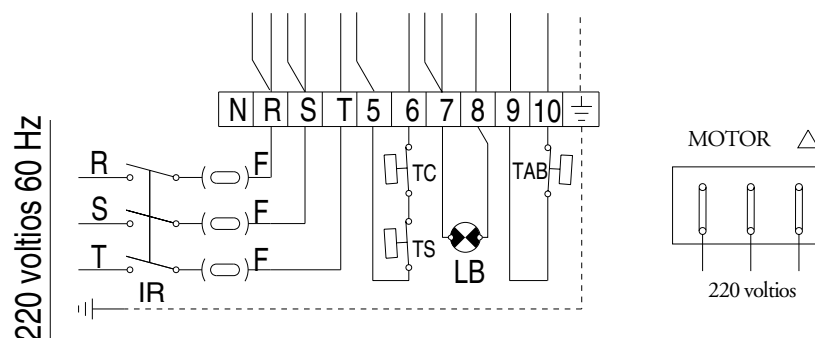 N R S T 5 6 7 8 9 10
220 voltios 60 Hz
R F
TC TAB
S F
TS
T F
LB
IR
MOTOR △
220 voltios